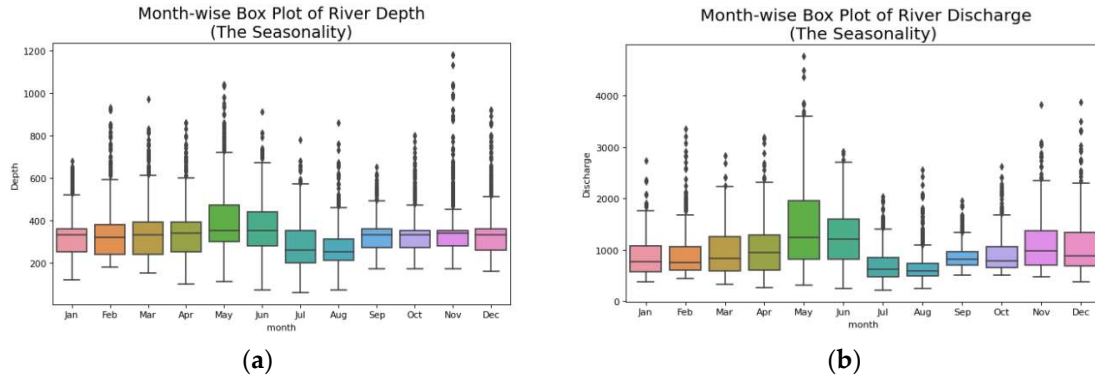 Month-wise Box Plot of River Depth
(The Seasonality)
1200
1000
800
600
400
200
Depth
Jan Feb Mar Apr May Jun Jul Aug Sep Oct Nov Dec
month
(a)
Month-wise Box Plot of River Discharge
(The Seasonality)
4000
3000
2000
1000
0
Discharge
Jan Feb Mar Apr May Jun Jul Aug Sep Oct Nov Dec
month
(b)